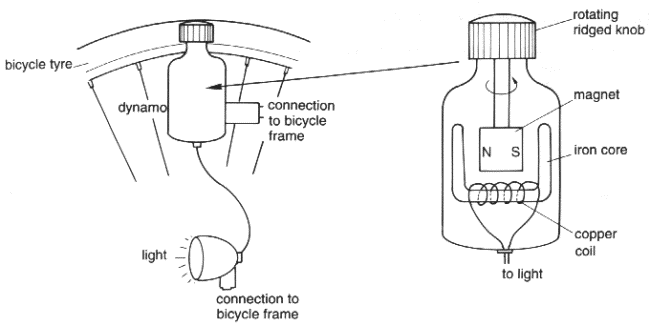 bicycle tyre
dynamo
connection
to bicycle
frame
light
connection to
bicycle frame
rotating
ridged knob
magnet
N S
iron core
copper
coil
to light